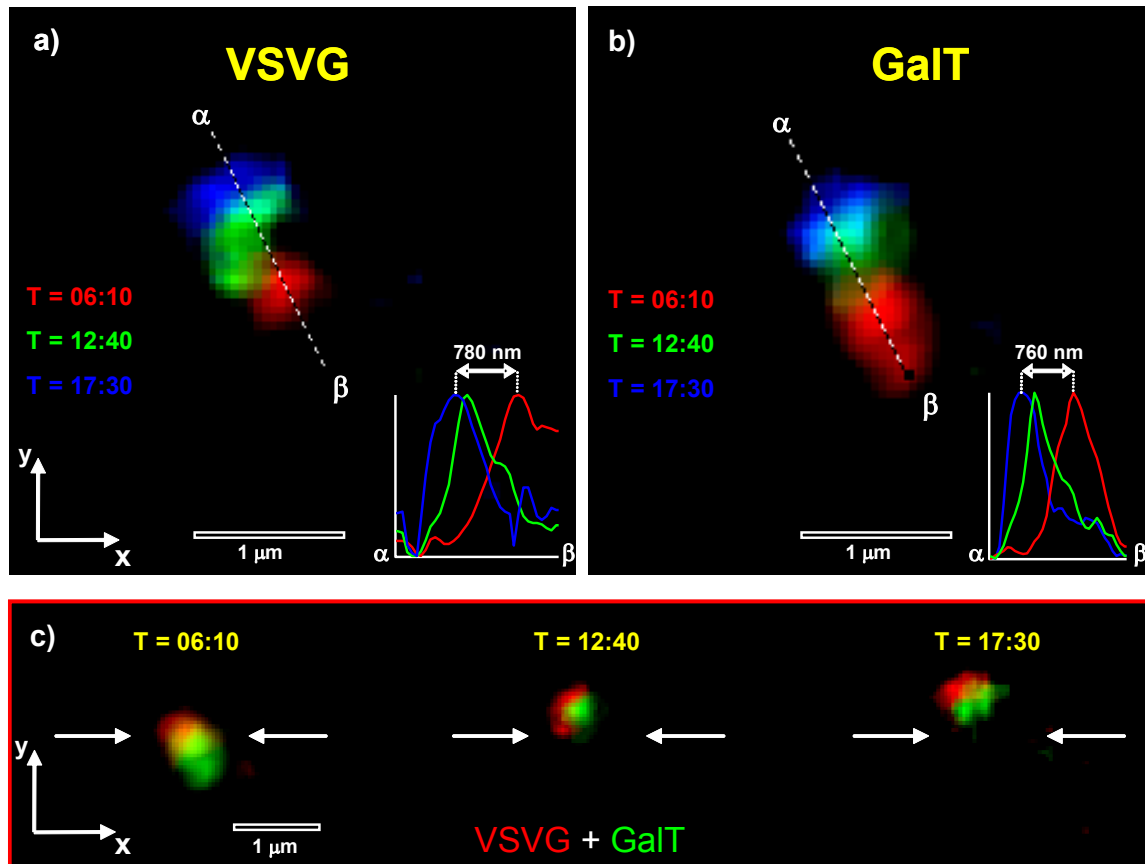 a)
VSVG
α
T = 06:10
T = 12:40
T = 17:30
β
780 nm
y
x
1 μm
α
β
b)
GalT
α
T = 06:10
T = 12:40
T = 17:30
β
760 nm
1 μm
α
β
c)
T = 06:10
T = 12:40
T = 17:30
y
x
1 μm
VSVG + GalT